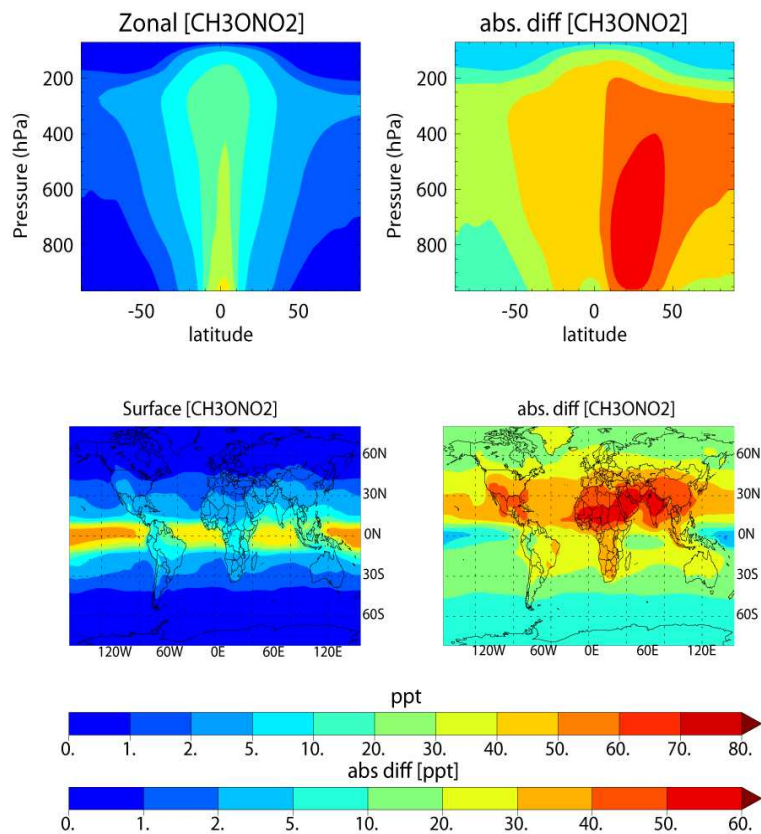 Zonal [CH3ONO2] abs. diff [CH3ONO2]
200 200
400 400
600 600
800 800
Pressure (hPa) Pressure (hPa)
-50 0 50 -50 0 50
latitude latitude
Surface [CH3ONO2] abs. diff [CH3ONO2]
60N 60N
30N 30N
0N 0N
30S 30S
60S 60S
120W 60W 0E 60E 120E 120W 60W 0E 60E 120E
ppt
0. 1. 2. 5. 10. 20. 30. 40. 50. 60. 70. 80.
abs diff [ppt]
0. 1. 2. 5. 10. 20. 30. 40. 50. 60.